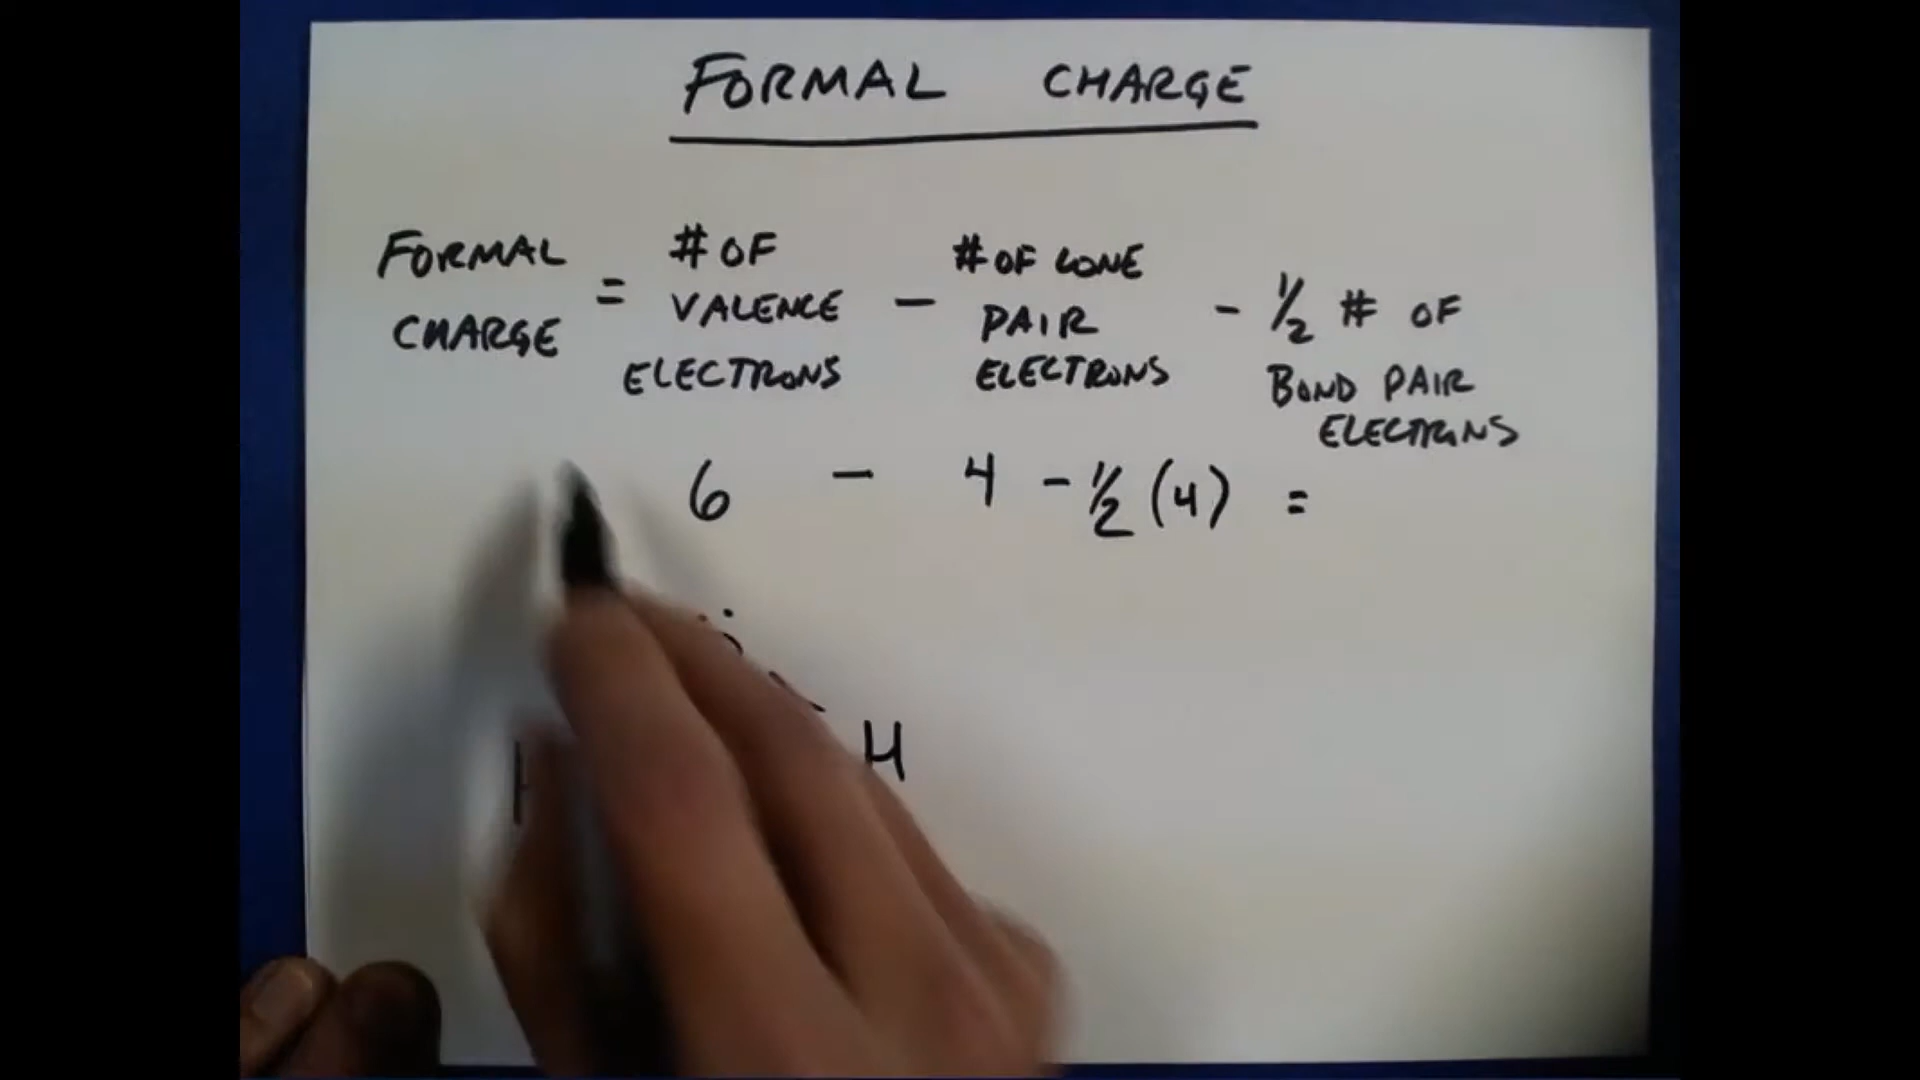 FORMAL CHARGE
FORMAL
CHARGE
=
# OF
VALENCE
ELECTRONS
-
# OF LONE
PAIR
ELECTRONS
- 1/2 # OF
BOND PAIR
ELECTRONS
6 - 4 - 1/2 (4) =
H